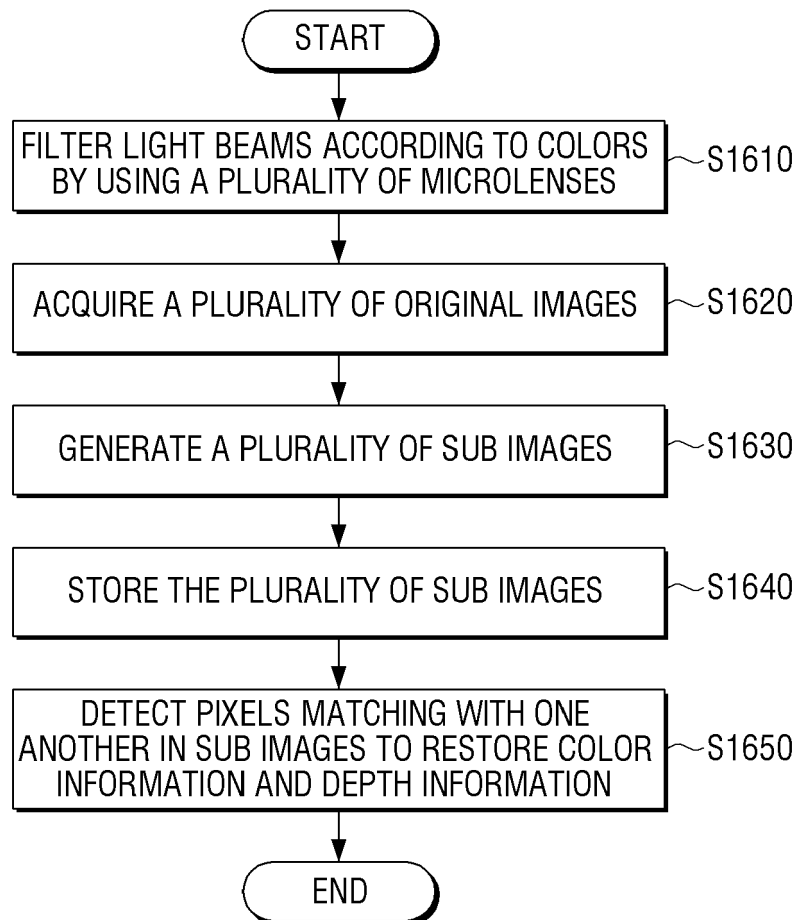 START
FILTER LIGHT BEAMS ACCORDING TO COLORS
BY USING A PLURALITY OF MICROLENSES
S1610
ACQUIRE A PLURALITY OF ORIGINAL IMAGES
S1620
GENERATE A PLURALITY OF SUB IMAGES
S1630
STORE THE PLURALITY OF SUB IMAGES
S1640
DETECT PIXELS MATCHING WITH ONE
ANOTHER IN SUB IMAGES TO RESTORE COLOR
INFORMATION AND DEPTH INFORMATION
S1650
END